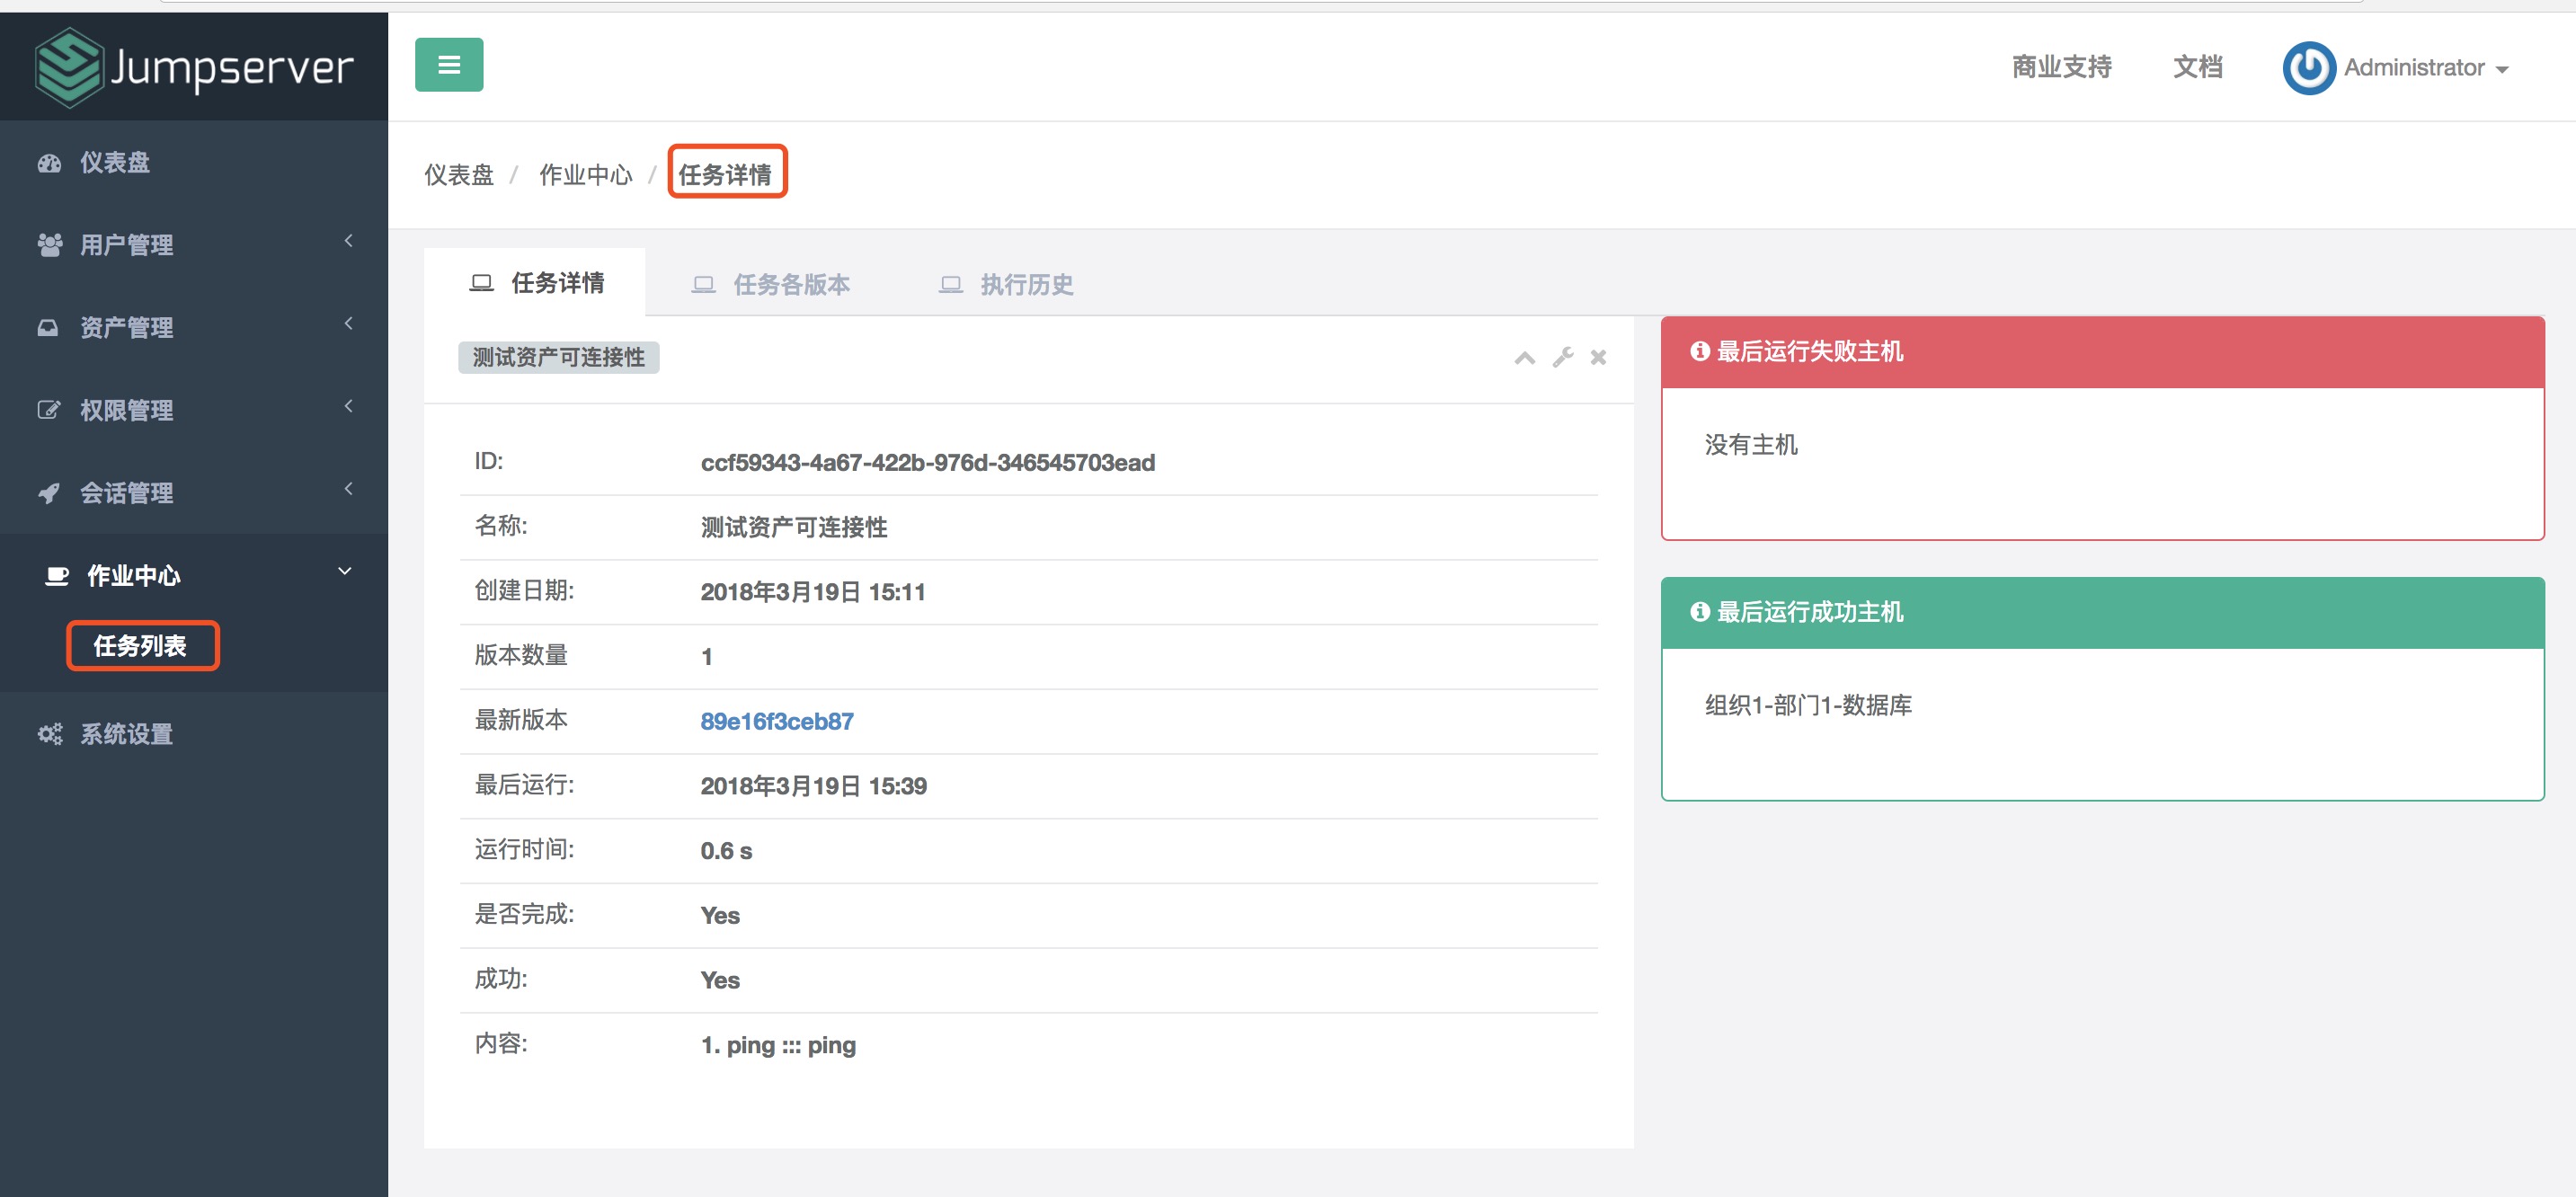 Jumpserver
商业支持 文档 Administrator
仪表盘
用户管理
资产管理
权限管理
会话管理
作业中心
任务列表
系统设置
仪表盘 / 作业中心 / 任务详情
任务详情 任务各版本 执行历史
测试资产可连接性
ID: ccf59343-4a67-422b-976d-346545703ead
名称: 测试资产可连接性
创建日期: 2018年3月19日 15:11
版本数量 1
最新版本 89e16f3ceb87
最后运行: 2018年3月19日 15:39
运行时间: 0.6 s
是否完成: Yes
成功: Yes
内容: 1. ping ::: ping
最后运行失败主机
没有主机
最后运行成功主机
组织1-部门1-数据库